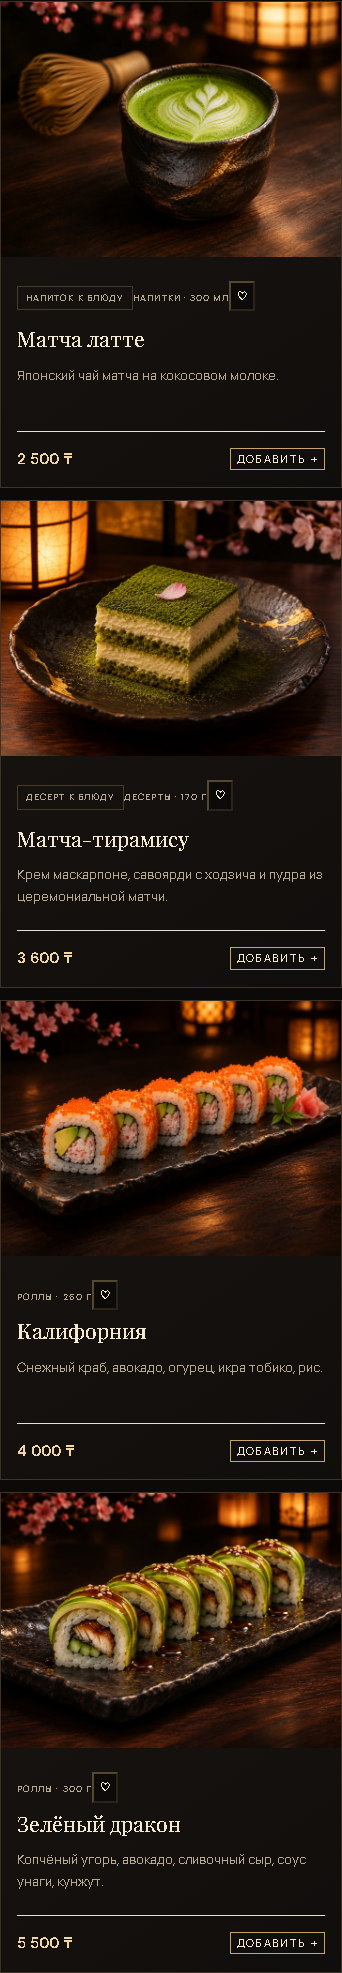 НАПИТОК К БЛЮДУ НАПИТКИ · 300 МЛ
Матча латте
Японский чай матча на кокосовом молоке.
2 500 ₸ ДОБАВИТЬ +
ДЕСЕРТ К БЛЮДУ ДЕСЕРТЫ · 170 Г
Матча-тирамису
Крем маскарпоне, савоярди с ходзича и пудра из
церемониальной матчи.
3 600 ₸ ДОБАВИТЬ +
РОЛЛЫ · 260 Г
Калифорния
Снежный краб, авокадо, огурец, икра тобико, рис.
4 000 ₸ ДОБАВИТЬ +
РОЛЛЫ · 300 Г
Зелёный дракон
Копчёный угорь, авокадо, сливочный сыр, соус
унаги, кунжут.
5 500 ₸ ДОБАВИТЬ +